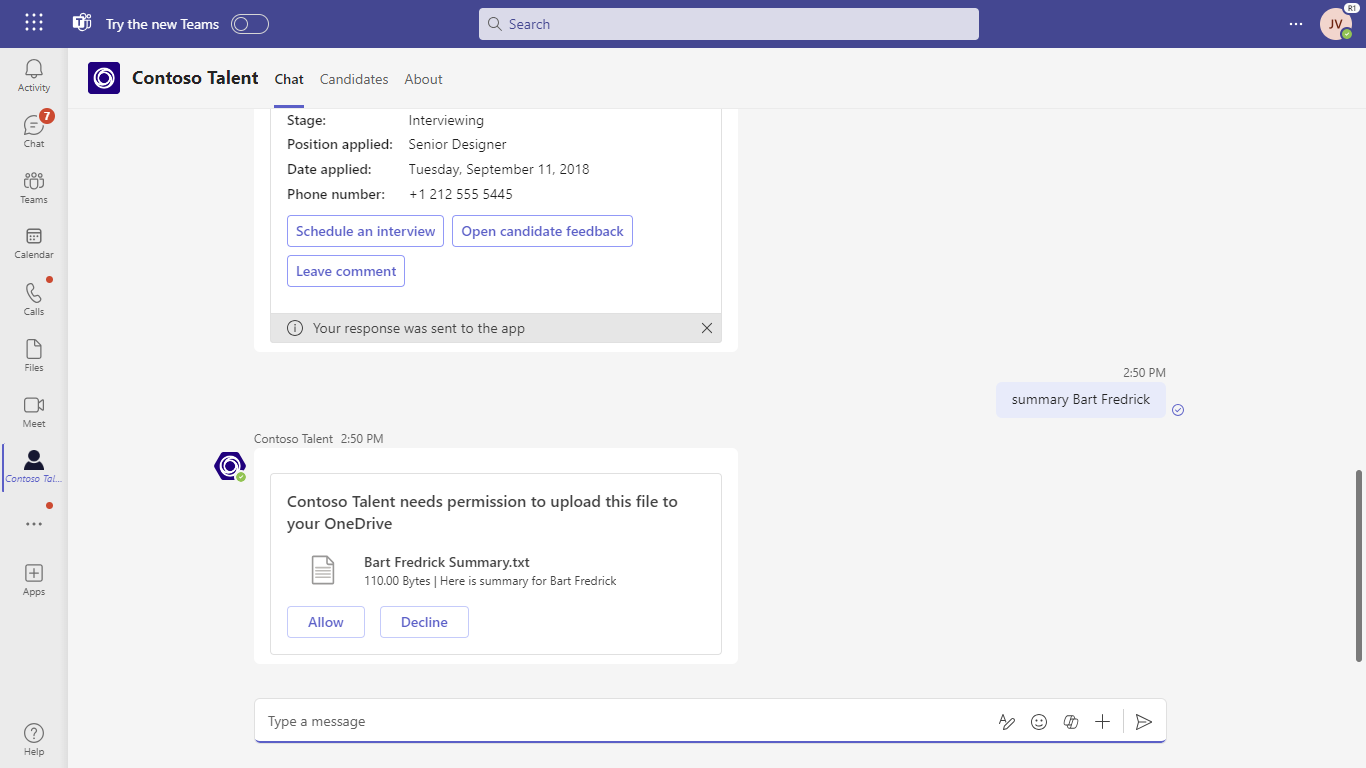 Try the new Teams
Search
R1
JV
Activity
7
Chat
Teams
Calendar
Calls
Files
Meet
Contoso Tal...
Apps
Help
Contoso Talent Chat Candidates About
Stage: Interviewing
Position applied: Senior Designer
Date applied: Tuesday, September 11, 2018
Phone number: +1 212 555 5445
Schedule an interview Open candidate feedback
Leave comment
Your response was sent to the app
2:50 PM
summary Bart Fredrick
Contoso Talent 2:50 PM
Contoso Talent needs permission to upload this file to
your OneDrive
Bart Fredrick Summary.txt
110.00 Bytes | Here is summary for Bart Fredrick
Allow Decline
Type a message